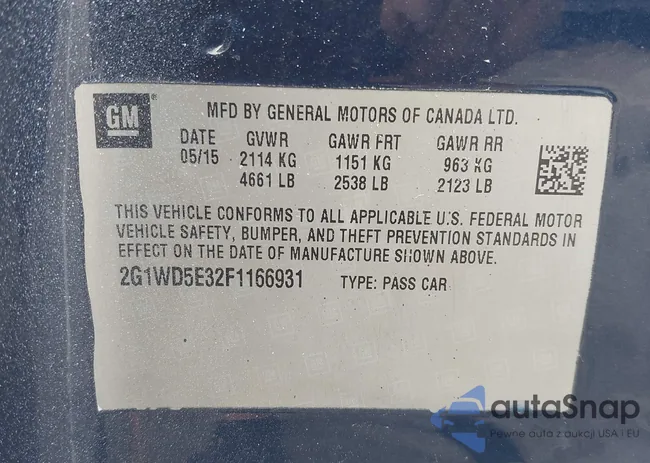 GM
MFD BY GENERAL MOTORS OF CANADA LTD.
DATE GVWR GAWR FRT GAWR RR
05/15 2114 KG 1151 KG 963 KG
4661 LB 2538 LB 2123 LB
THIS VEHICLE CONFORMS TO ALL APPLICABLE U.S. FEDERAL MOTOR
VEHICLE SAFETY, BUMPER, AND THEFT PREVENTION STANDARDS IN
EFFECT ON THE DATE OF MANUFACTURE SHOWN ABOVE.
2G1WD5E32F1166931 TYPE: PASS CAR
autaSnap
Pewne auta z aukcji USA i EU